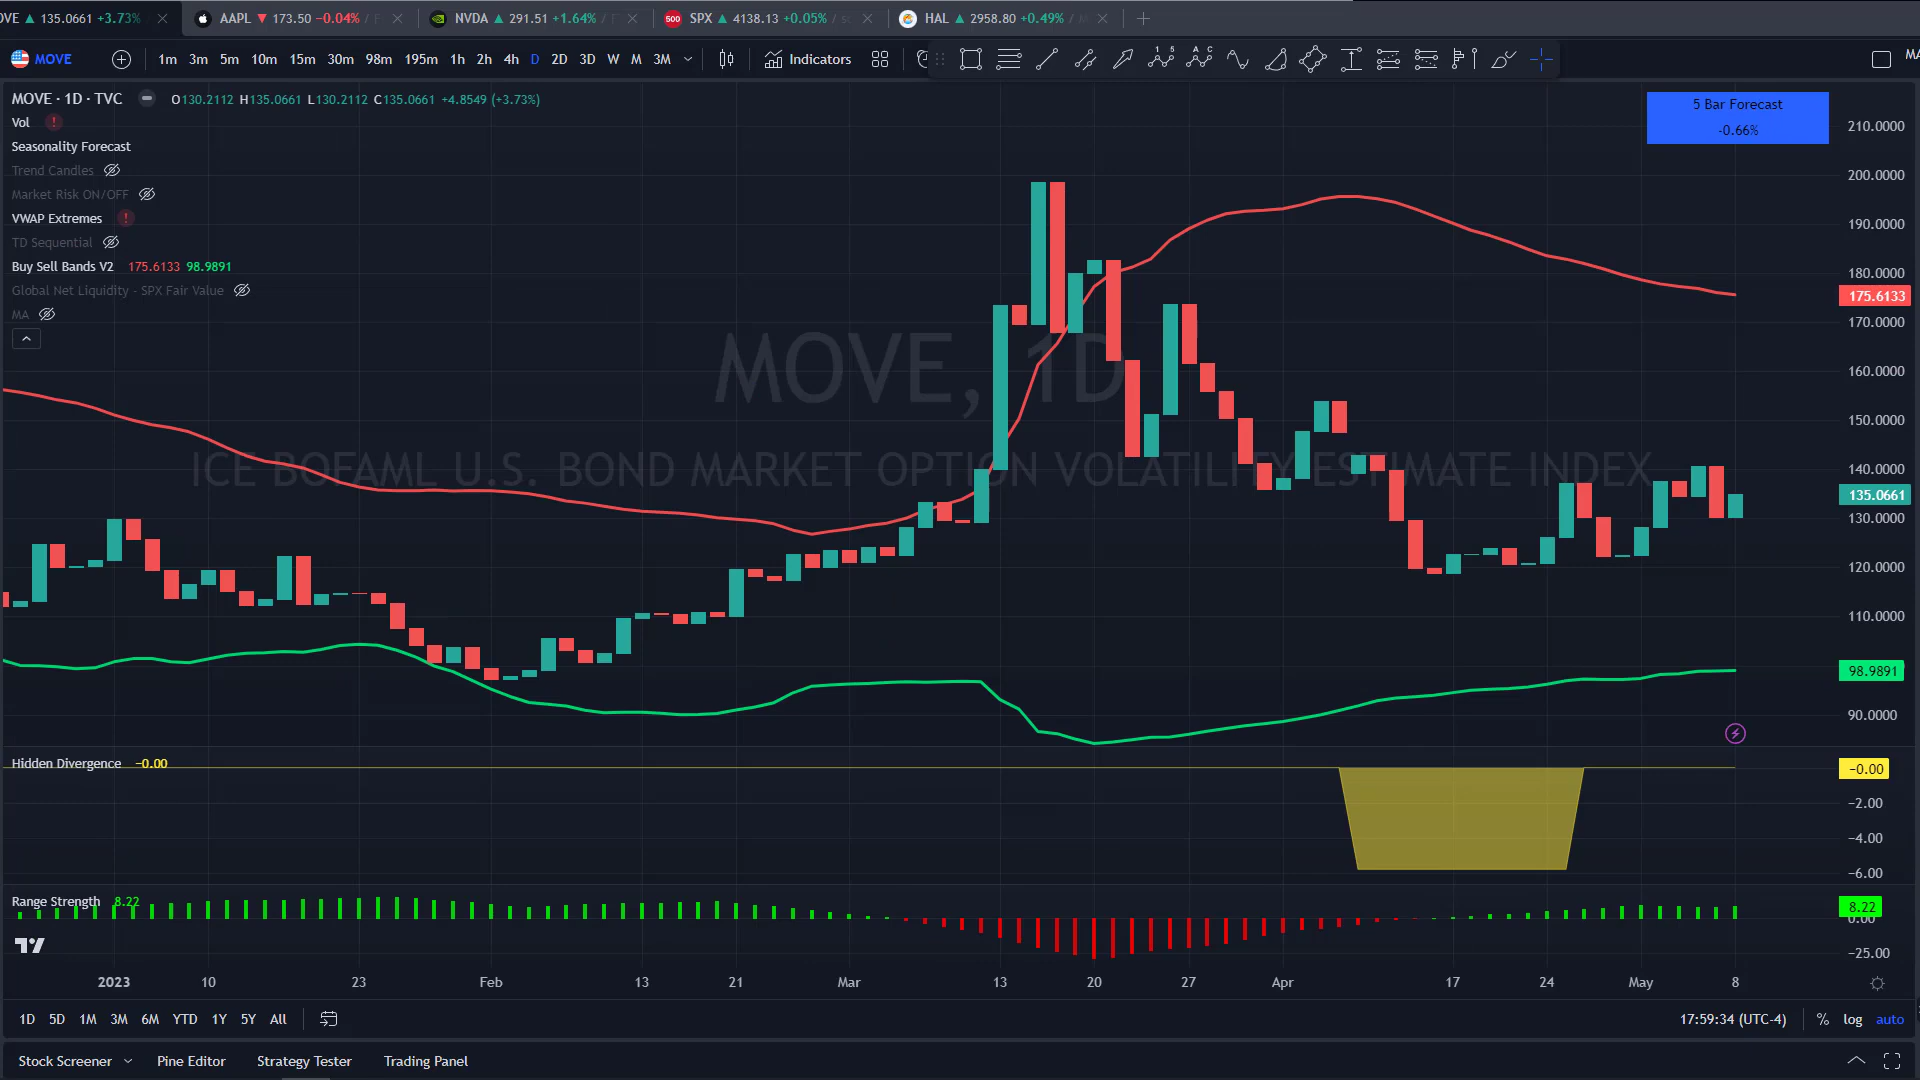 OVE 135.0661 +3.73% / AAPL 173.50 −0.04% / NVDA 291.51 +1.64% / SPX 4138.13 +0.05% / HAL 2958.80 +0.49% /
MOVE 1m 3m 5m 10m 15m 30m 98m 195m 1h 2h 4h D 2D 3D W M 3M Indicators
MOVE · 1D · TVC O130.2112 H135.0661 L130.2112 C135.0661 +4.8549 (+3.73%)
Vol !
Seasonality Forecast
Trend Candles
Market Risk ON/OFF
VWAP Extremes !
TD Sequential
Buy Sell Bands V2 175.6133 98.9891
Global Net Liquidity - SPX Fair Value
MA
5 Bar Forecast
-0.66%
MOVE, 1D
ICE BOFAML U.S. BOND MARKET OPTION VOLATILITY ESTIMATE INDEX
210.0000
200.0000
190.0000
180.0000
175.6133
170.0000
160.0000
150.0000
140.0000
135.0661
130.0000
120.0000
110.0000
98.9891
90.0000
Hidden Divergence −0.00
−0.00
−2.00
−4.00
−6.00
Range Strength 8.22
8.22
0.00
−25.00
2023 10 23 Feb 13 21 Mar 13 20 27 Apr 17 24 May 8
1D 5D 1M 3M 6M YTD 1Y 5Y All 17:59:34 (UTC-4) % log auto
Stock Screener Pine Editor Strategy Tester Trading Panel